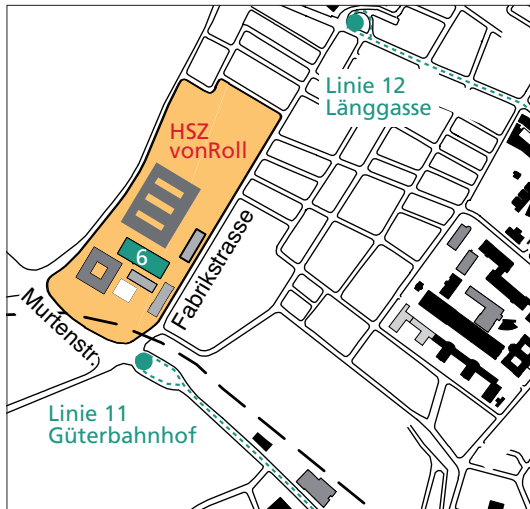 Linie 12
Länggasse
HSZ
vonRoll
6
Fabrikstrasse
Murtenstr.
Linie 11
Güterbahnhof